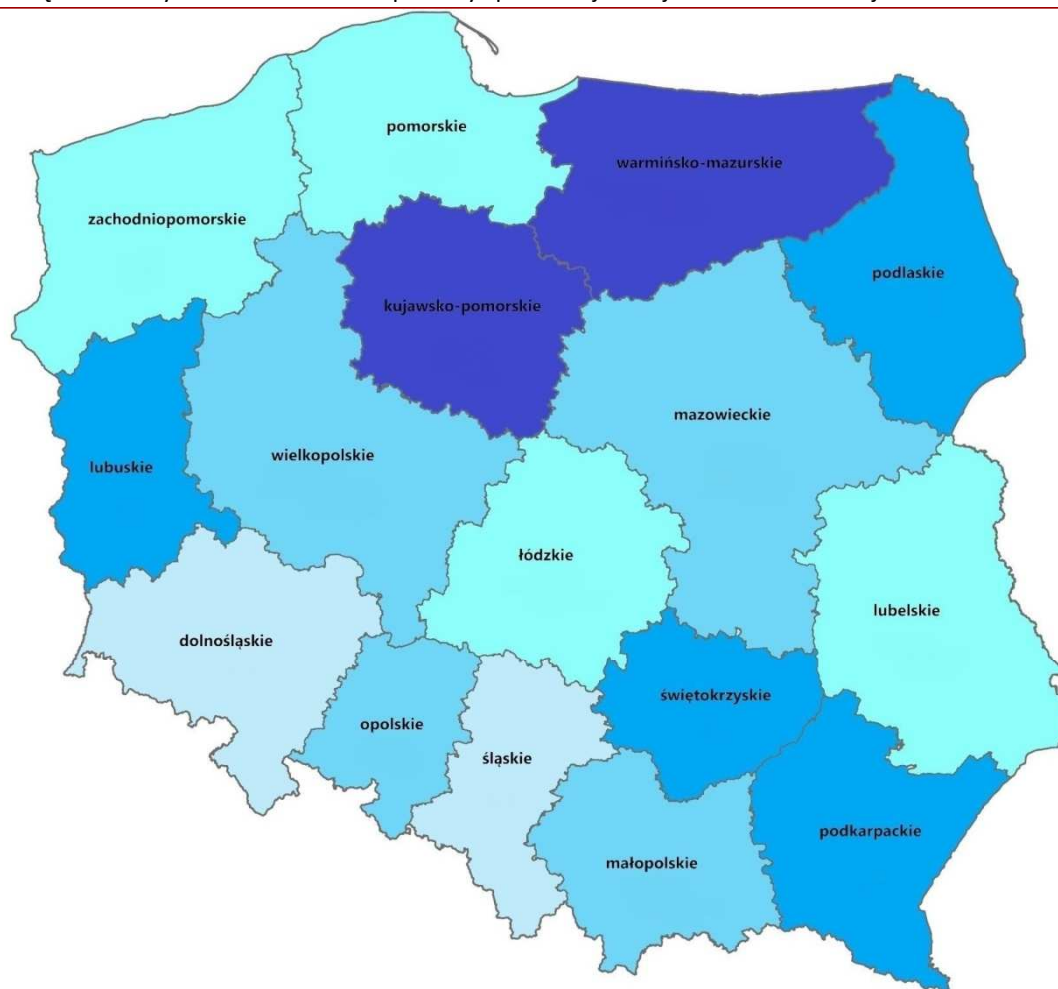 pomorskie
warmińsko-mazurskie
zachodniopomorskie
podlaskie
kujawsko-pomorskie
mazowieckie
wielkopolskie
lubuskie
łódzkie
lubelskie
dolnośląskie
świętokrzyskie
opolskie
śląskie
podkarpackie
małopolskie